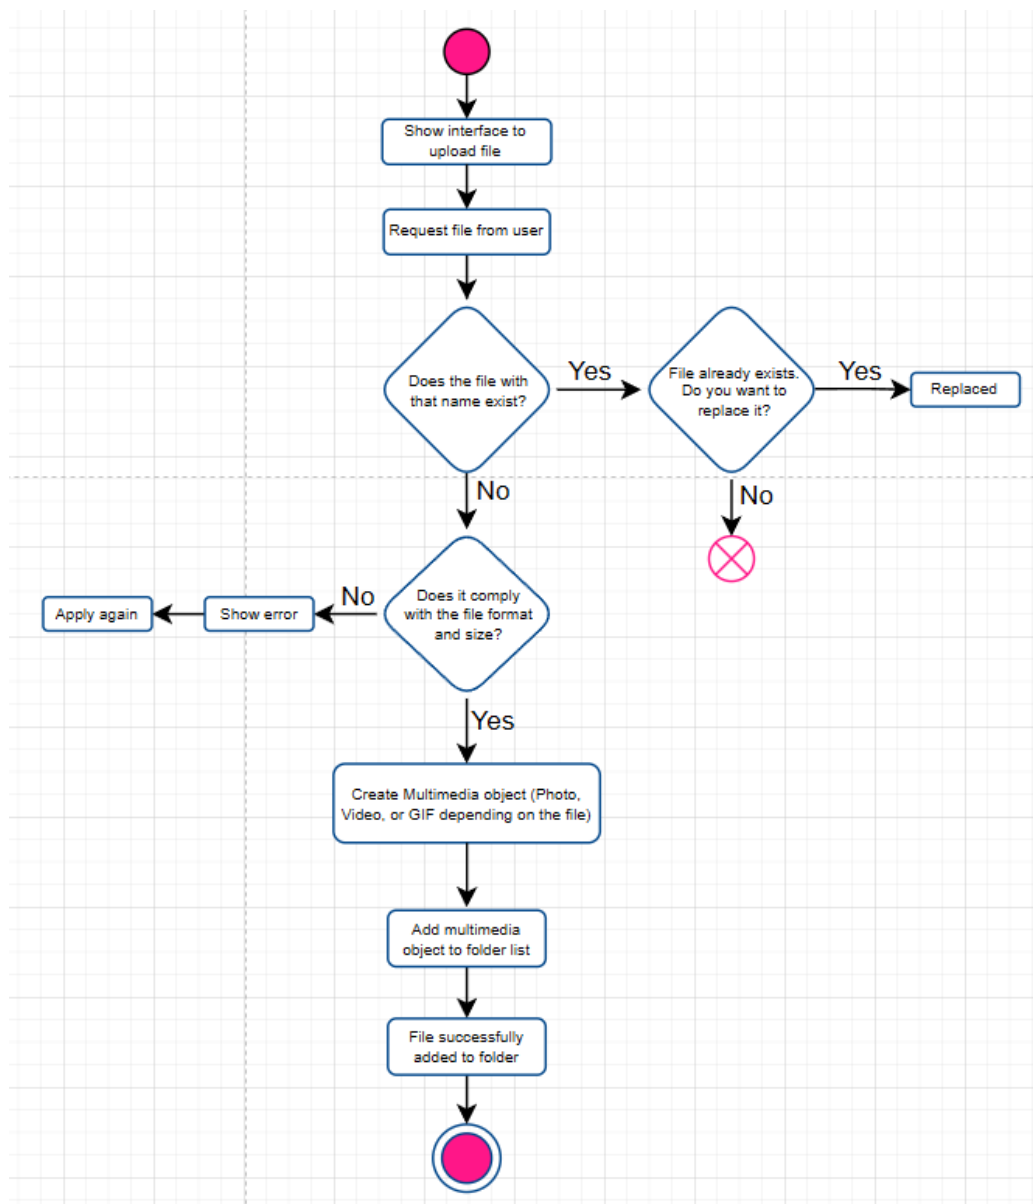 Show interface to
upload file
Request file from user
Does the file with
that name exist?
Yes
File already exists.
Do you want to
replace it?
Yes
Replaced
No
No
Does it comply
with the file format
and size?
No
Show error
Apply again
Yes
Create Multimedia object (Photo,
Video, or GIF depending on the file)
Add multimedia
object to folder list
File successfully
added to folder